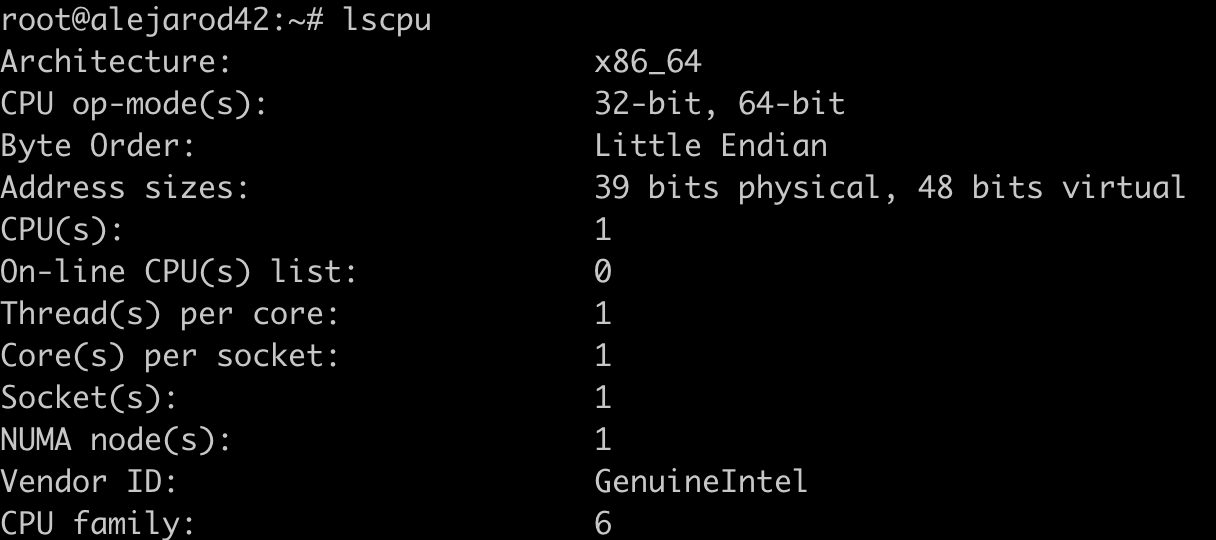 root@alejarod42:~# lscpu
Architecture: x86_64
CPU op-mode(s): 32-bit, 64-bit
Byte Order: Little Endian
Address sizes: 39 bits physical, 48 bits virtual
CPU(s): 1
On-line CPU(s) list: 0
Thread(s) per core: 1
Core(s) per socket: 1
Socket(s): 1
NUMA node(s): 1
Vendor ID: GenuineIntel
CPU family: 6